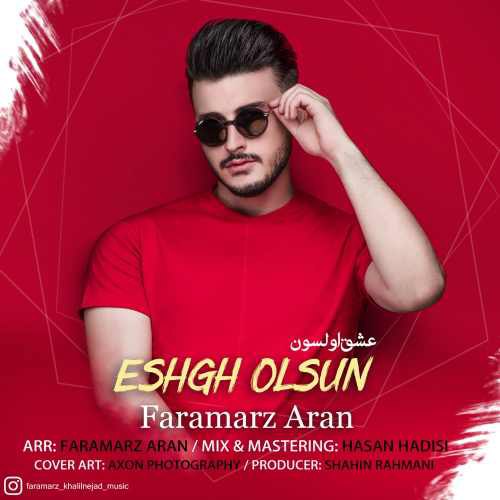 عشق اولسون
ESHGH OLSUN
Faramarz Aran
ARR: FARAMARZ ARAN / MIX & MASTERING: HASAN HADISI
COVER ART: AXON PHOTOGRAPHY / PRODUCER: SHAHIN RAHMANI
faramarz_khalilnejad_music